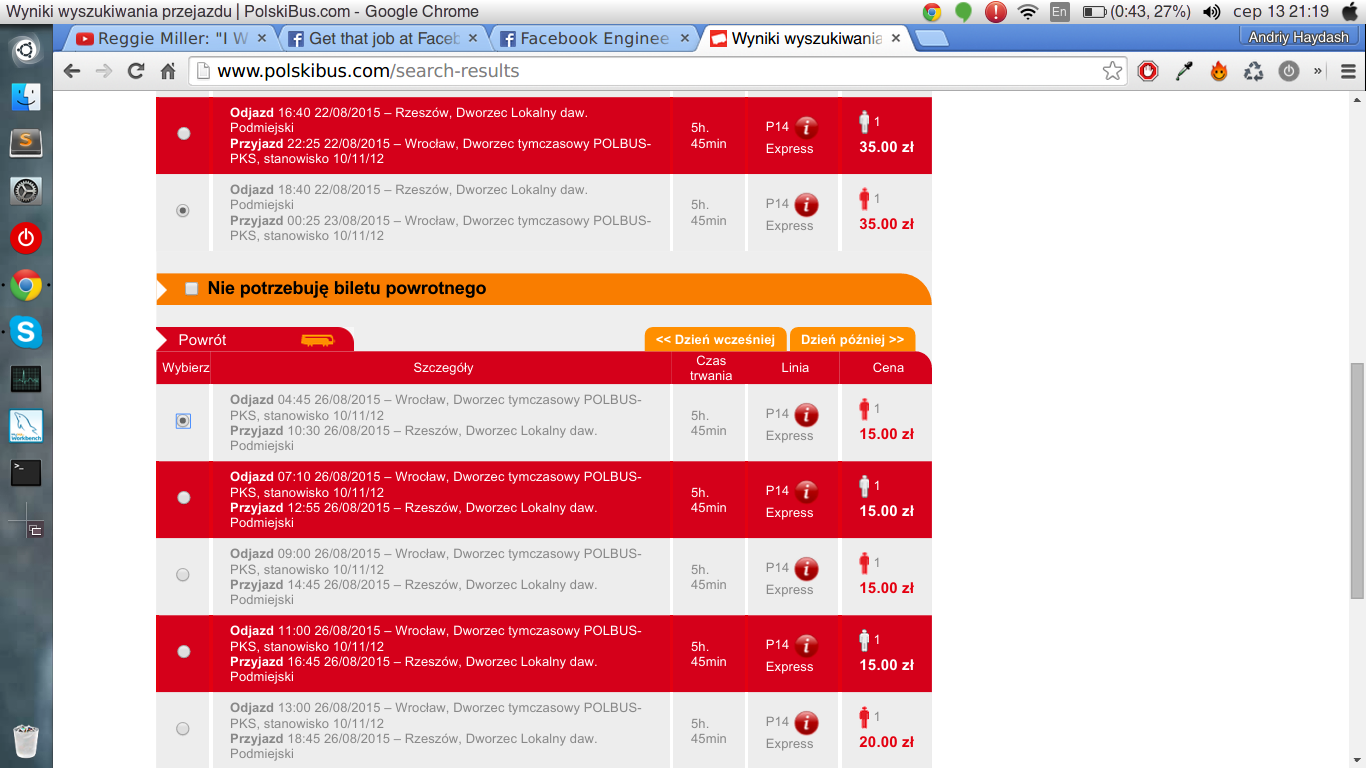 Wyniki wyszukiwania przejazdu | PolskiBus.com - Google Chrome
En
(0:43, 27%)
сер 13 21:19
Reggie Miller: "I W
Get that job at Faceb
Facebook Enginee
Wyniki wyszukiwania
Andriy Haydash
www.polskibus.com/search-results
Odjazd 16:40 22/08/2015 – Rzeszów, Dworzec Lokalny daw.
Podmiejski
Przyjazd 22:25 22/08/2015 – Wrocław, Dworzec tymczasowy POLBUS-
PKS, stanowisko 10/11/12
5h.
45min
P14
Express
1
35.00 zł
Odjazd 18:40 22/08/2015 – Rzeszów, Dworzec Lokalny daw.
Podmiejski
Przyjazd 00:25 23/08/2015 – Wrocław, Dworzec tymczasowy POLBUS-
PKS, stanowisko 10/11/12
5h.
45min
P14
Express
1
35.00 zł
Nie potrzebuję biletu powrotnego
Powrót
<< Dzień wcześniej
Dzień później >>
Wybierz
Szczegóły
Czas
trwania
Linia
Cena
Odjazd 04:45 26/08/2015 – Wrocław, Dworzec tymczasowy POLBUS-
PKS, stanowisko 10/11/12
Przyjazd 10:30 26/08/2015 – Rzeszów, Dworzec Lokalny daw.
Podmiejski
5h.
45min
P14
Express
1
15.00 zł
Odjazd 07:10 26/08/2015 – Wrocław, Dworzec tymczasowy POLBUS-
PKS, stanowisko 10/11/12
Przyjazd 12:55 26/08/2015 – Rzeszów, Dworzec Lokalny daw.
Podmiejski
5h.
45min
P14
Express
1
15.00 zł
Odjazd 09:00 26/08/2015 – Wrocław, Dworzec tymczasowy POLBUS-
PKS, stanowisko 10/11/12
Przyjazd 14:45 26/08/2015 – Rzeszów, Dworzec Lokalny daw.
Podmiejski
5h.
45min
P14
Express
1
15.00 zł
Odjazd 11:00 26/08/2015 – Wrocław, Dworzec tymczasowy POLBUS-
PKS, stanowisko 10/11/12
Przyjazd 16:45 26/08/2015 – Rzeszów, Dworzec Lokalny daw.
Podmiejski
5h.
45min
P14
Express
1
15.00 zł
Odjazd 13:00 26/08/2015 – Wrocław, Dworzec tymczasowy POLBUS-
PKS, stanowisko 10/11/12
Przyjazd 18:45 26/08/2015 – Rzeszów, Dworzec Lokalny daw.
Podmiejski
5h.
45min
P14
Express
1
20.00 zł
Workbench